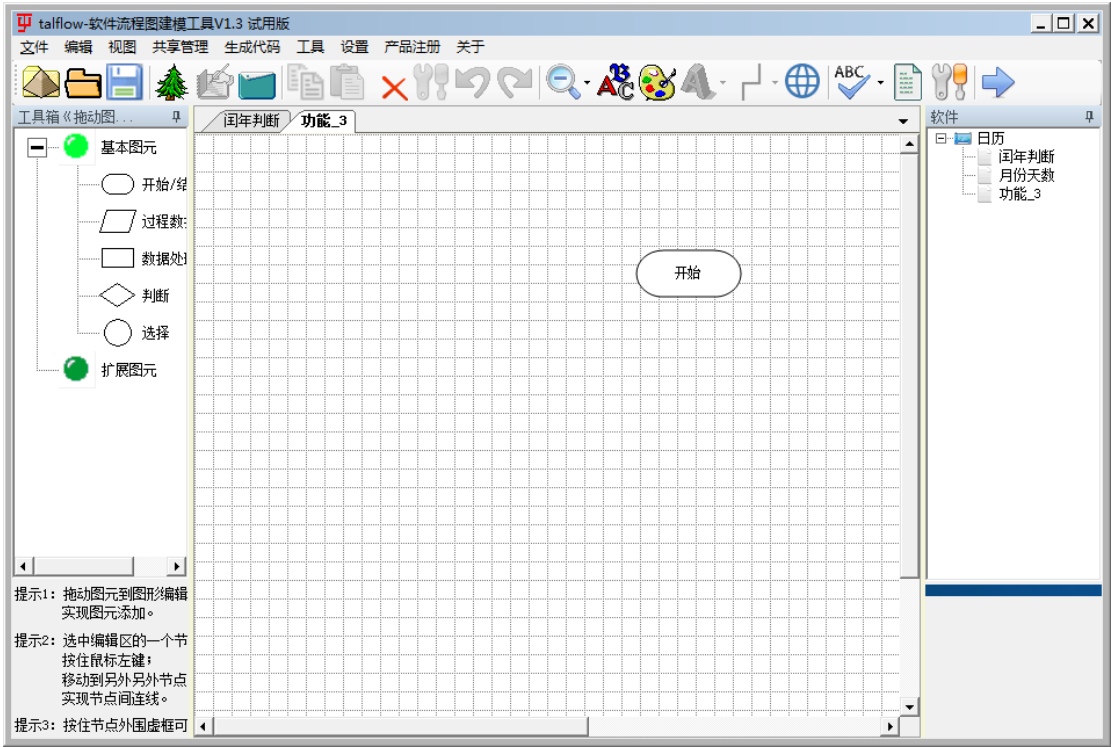 talflow-软件流程图建模工具V1.3 试用版
文件 编辑 视图 共享管理 生成代码 工具 设置 产品注册 关于
ABC
工具箱《拖动图...
闰年判断 功能_3
软件
基本图元
开始/结
过程数
数据处
判断
选择
扩展图元
开始
日历
闰年判断
月份天数
功能_3
提示1: 拖动图元到图形编辑
实现图元添加。
提示2: 选中编辑区的一个节
按住鼠标左键;
移动到另外另外节点
实现节点间连线。
提示3: 按住节点外围虚框可